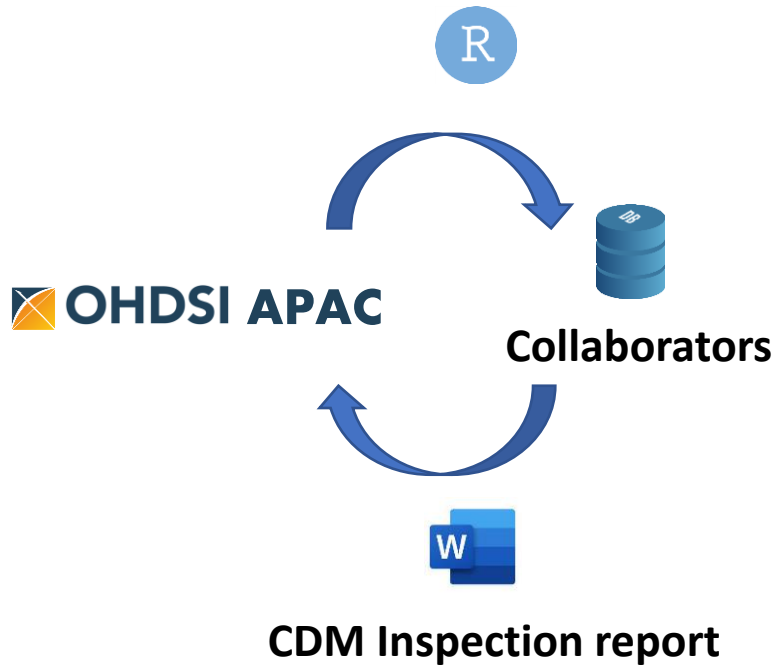 R
DB
OHDSI APAC
Collaborators
W
CDM Inspection report